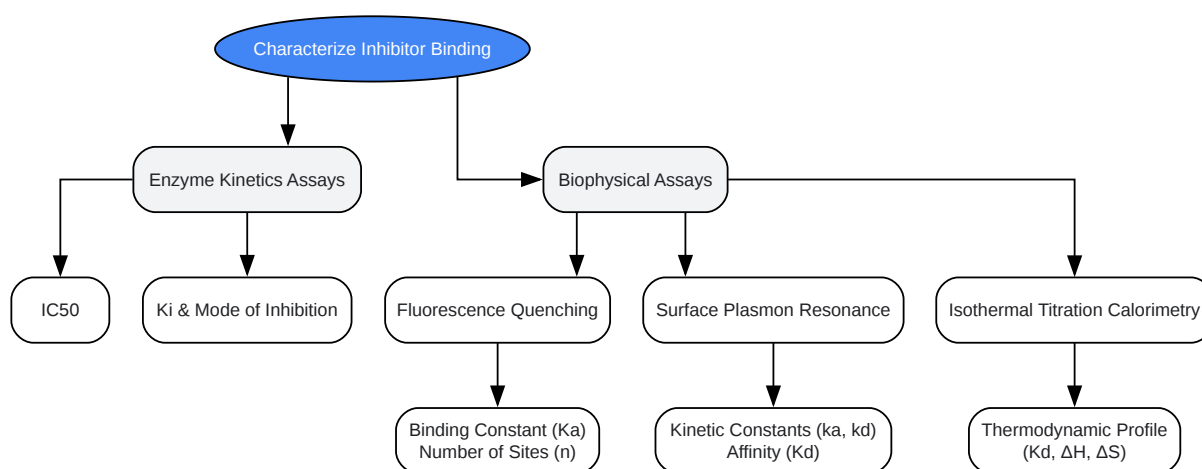 Characterize Inhibitor Binding
Enzyme Kinetics Assays
Biophysical Assays
IC50
Ki & Mode of Inhibition
Fluorescence Quenching
Surface Plasmon Resonance
Isothermal Titration Calorimetry
Binding Constant (Ka)
Number of Sites (n)
Kinetic Constants (ka, kd)
Affinity (Kd)
Thermodynamic Profile
(Kd, ΔH, ΔS)